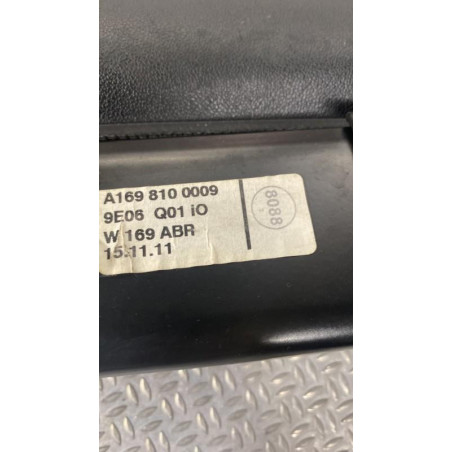 A169 810 0009
9E06 Q01 iO
W 169 ABR
15.11.11
8088